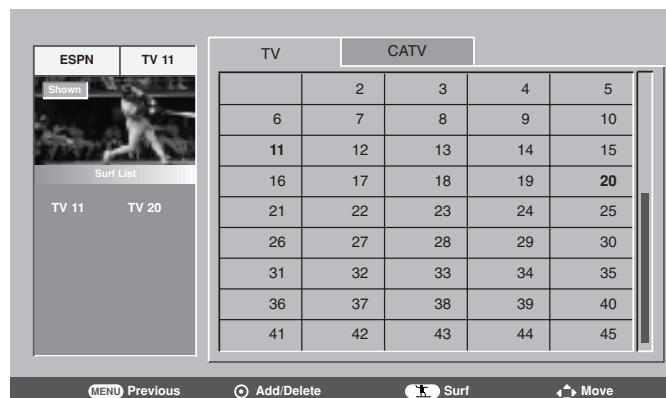 ESPN TV 11
Shown
Surf List
TV 11 TV 20
TV CATV
2 3 4 5
6 7 8 9 10
11 12 13 14 15
16 17 18 19 20
21 22 23 24 25
26 27 28 29 30
31 32 33 34 35
36 37 38 39 40
41 42 43 44 45
MENU Previous Add/Delete Surf Move